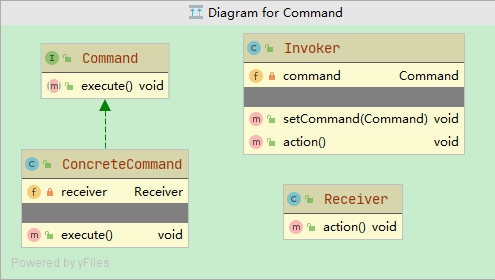 Diagram for Command
I Command
m execute() void
C Invoker
f command Command
m setCommand(Command) void
m action() void
C ConcreteCommand
f receiver Receiver
m execute() void
C Receiver
m action() void
Powered by yFiles